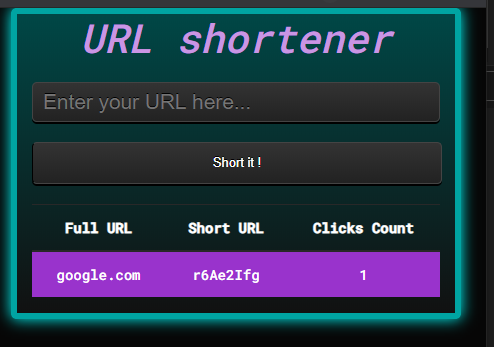 URL shortener
Enter your URL here...
Short it !
Full URL Short URL Clicks Count
google.com r6Ae2Ifg 1